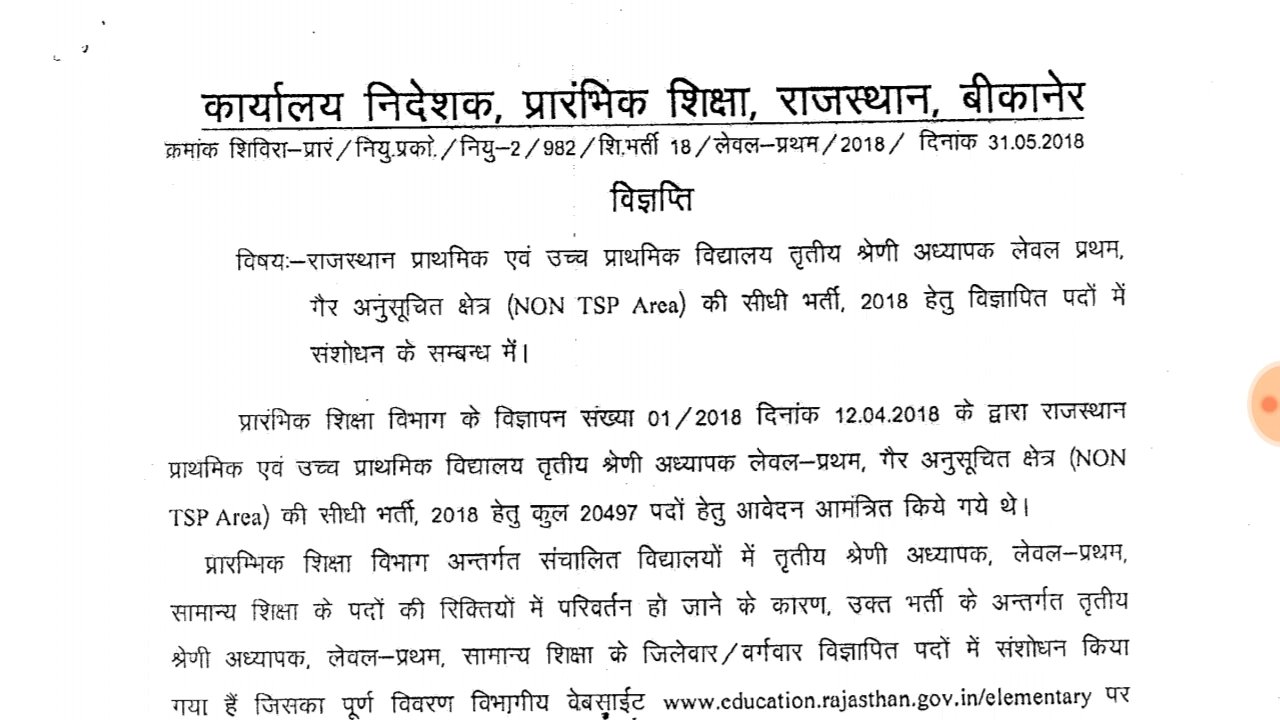 कार्यालय निदेशक, प्रारंभिक शिक्षा, राजस्थान, बीकानेर
क्रमांक शिविरा–प्रारं/नियु.प्रको./नियु–2/982/शि.भर्ती 18/लेवल–प्रथम/2018/ दिनांक 31.05.2018
विज्ञप्ति
विषयः–राजस्थान प्राथमिक एवं उच्च प्राथमिक विद्यालय तृतीय श्रेणी अध्यापक लेवल प्रथम,
गैर अनुंसूचित क्षेत्र (NON TSP Area) की सीधी भर्ती, 2018 हेतु विज्ञापित पदों में
संशोधन के सम्बन्ध में।
प्रारंभिक शिक्षा विभाग के विज्ञापन संख्या 01/2018 दिनांक 12.04.2018 के द्वारा राजस्थान
प्राथमिक एवं उच्च प्राथमिक विद्यालय तृतीय श्रेणी अध्यापक लेवल–प्रथम, गैर अनुसूचित क्षेत्र (NON
TSP Area) की सीधी भर्ती, 2018 हेतु कुल 20497 पदों हेतु आवेदन आमंत्रित किये गये थे।
प्रारम्भिक शिक्षा विभाग अन्तर्गत संचालित विद्यालयों में तृतीय श्रेणी अध्यापक, लेवल–प्रथम,
सामान्य शिक्षा के पदों की रिक्तियों में परिवर्तन हो जाने के कारण, उक्त भर्ती के अन्तर्गत तृतीय
श्रेणी अध्यापक, लेवल–प्रथम, सामान्य शिक्षा के जिलेवार/वर्गवार विज्ञापित पदों में संशोधन किया
गया हैं जिसका पूर्ण विवरण विभागीय वेबसाईट www.education.rajasthan.gov.in/elementary पर